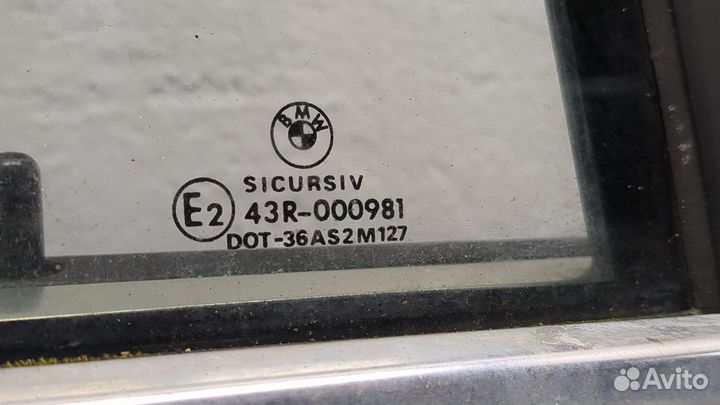 BMW
SICURSIV
E2 43R-000981
DOT-36AS2M127
Avito